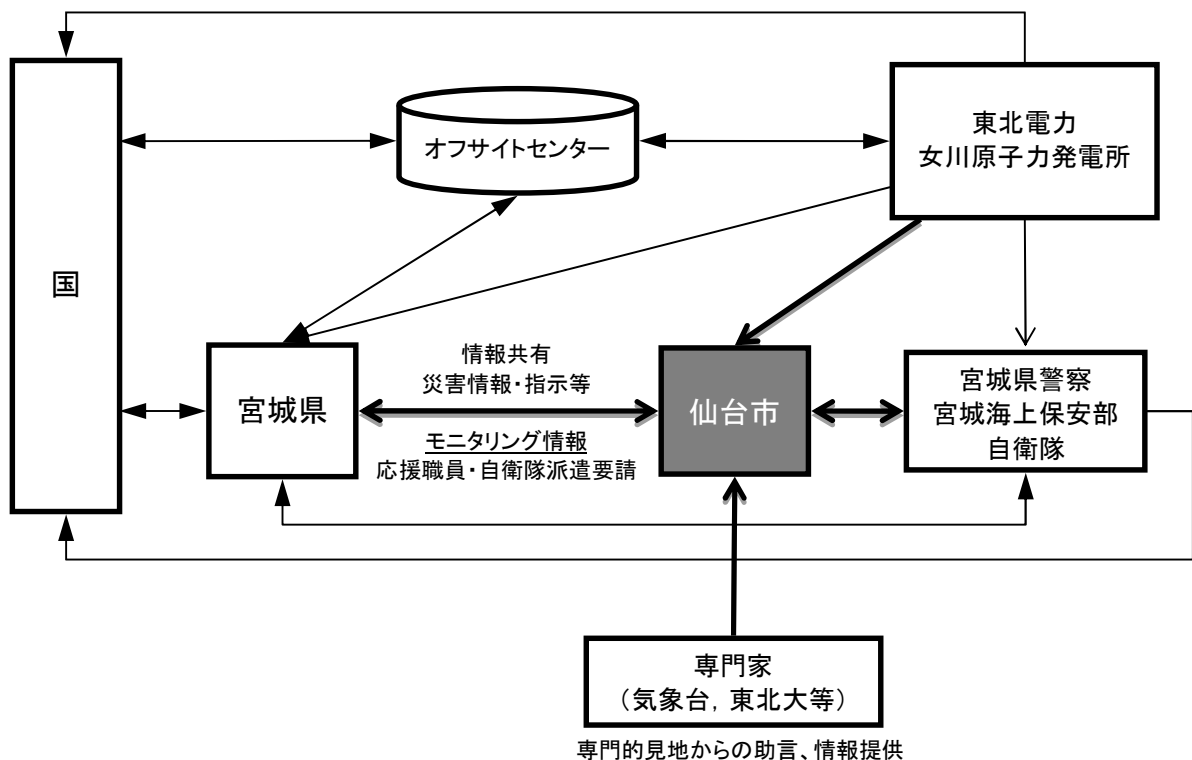 東北電力
女川原子力発電所
オフサイトセンター
国
情報共有
災害情報・指示等
宮城県
仙台市
宮城県警察
宮城海上保安部
自衛隊
モニタリング情報
応援職員・自衛隊派遣要請
専門家
（気象台，東北大等）
専門的見地からの助言、情報提供